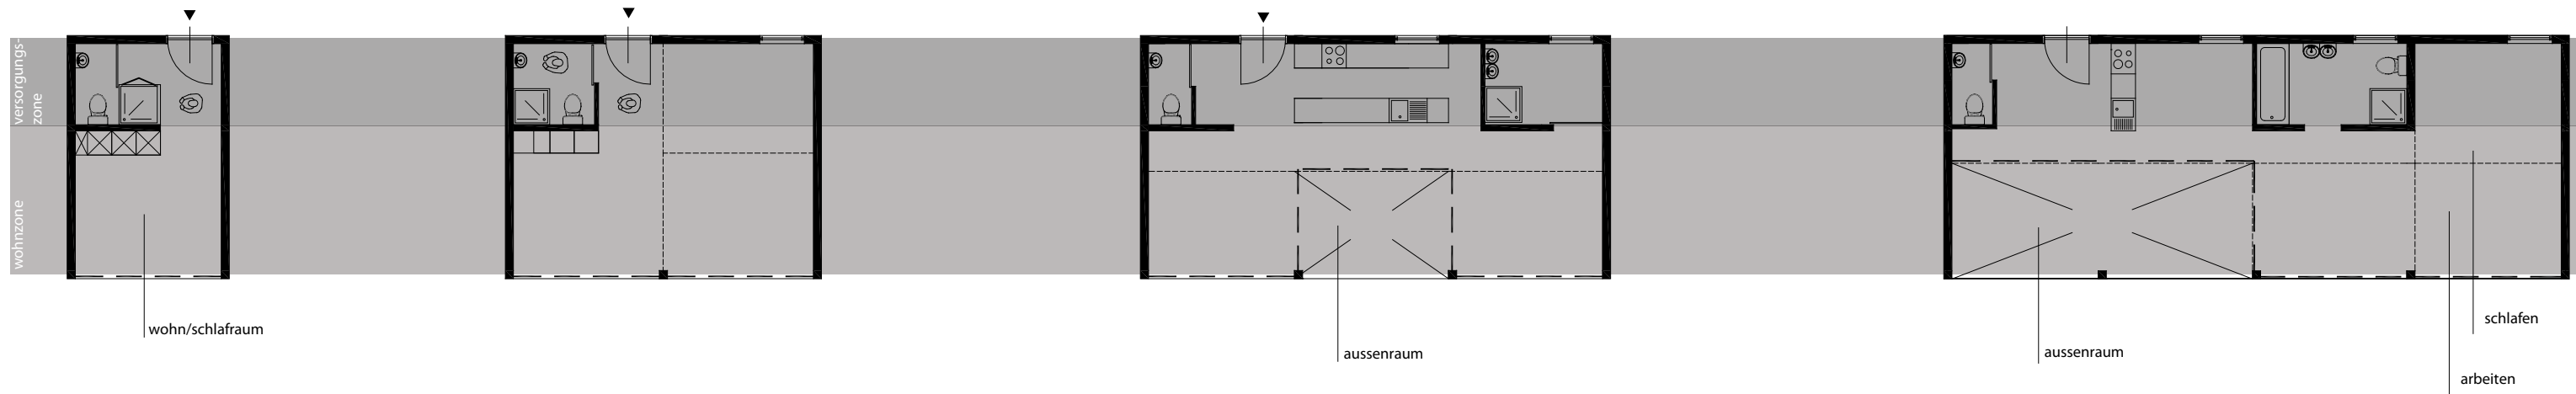 versorgungs-
zone
wohnzone
wohn/schlafraum
aussenraum
aussenraum
schlafen
arbeiten